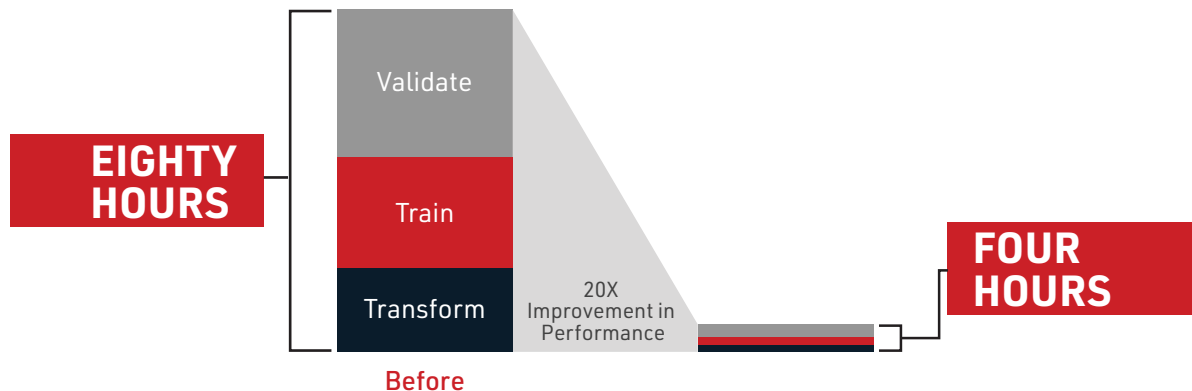 EIGHTY
HOURS
Validate
Train
Transform
Before
20X
Improvement in
Performance
FOUR
HOURS